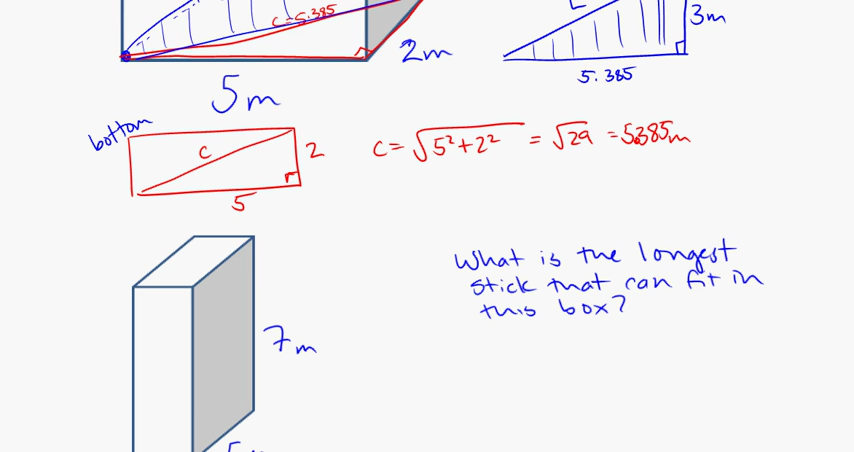 c=5.385
2m
3m
5.385
5m
bottom
c
2
5
c = √5²+2² = √29 = 5.385m
What is the longest
stick that can fit in
this box?
7m